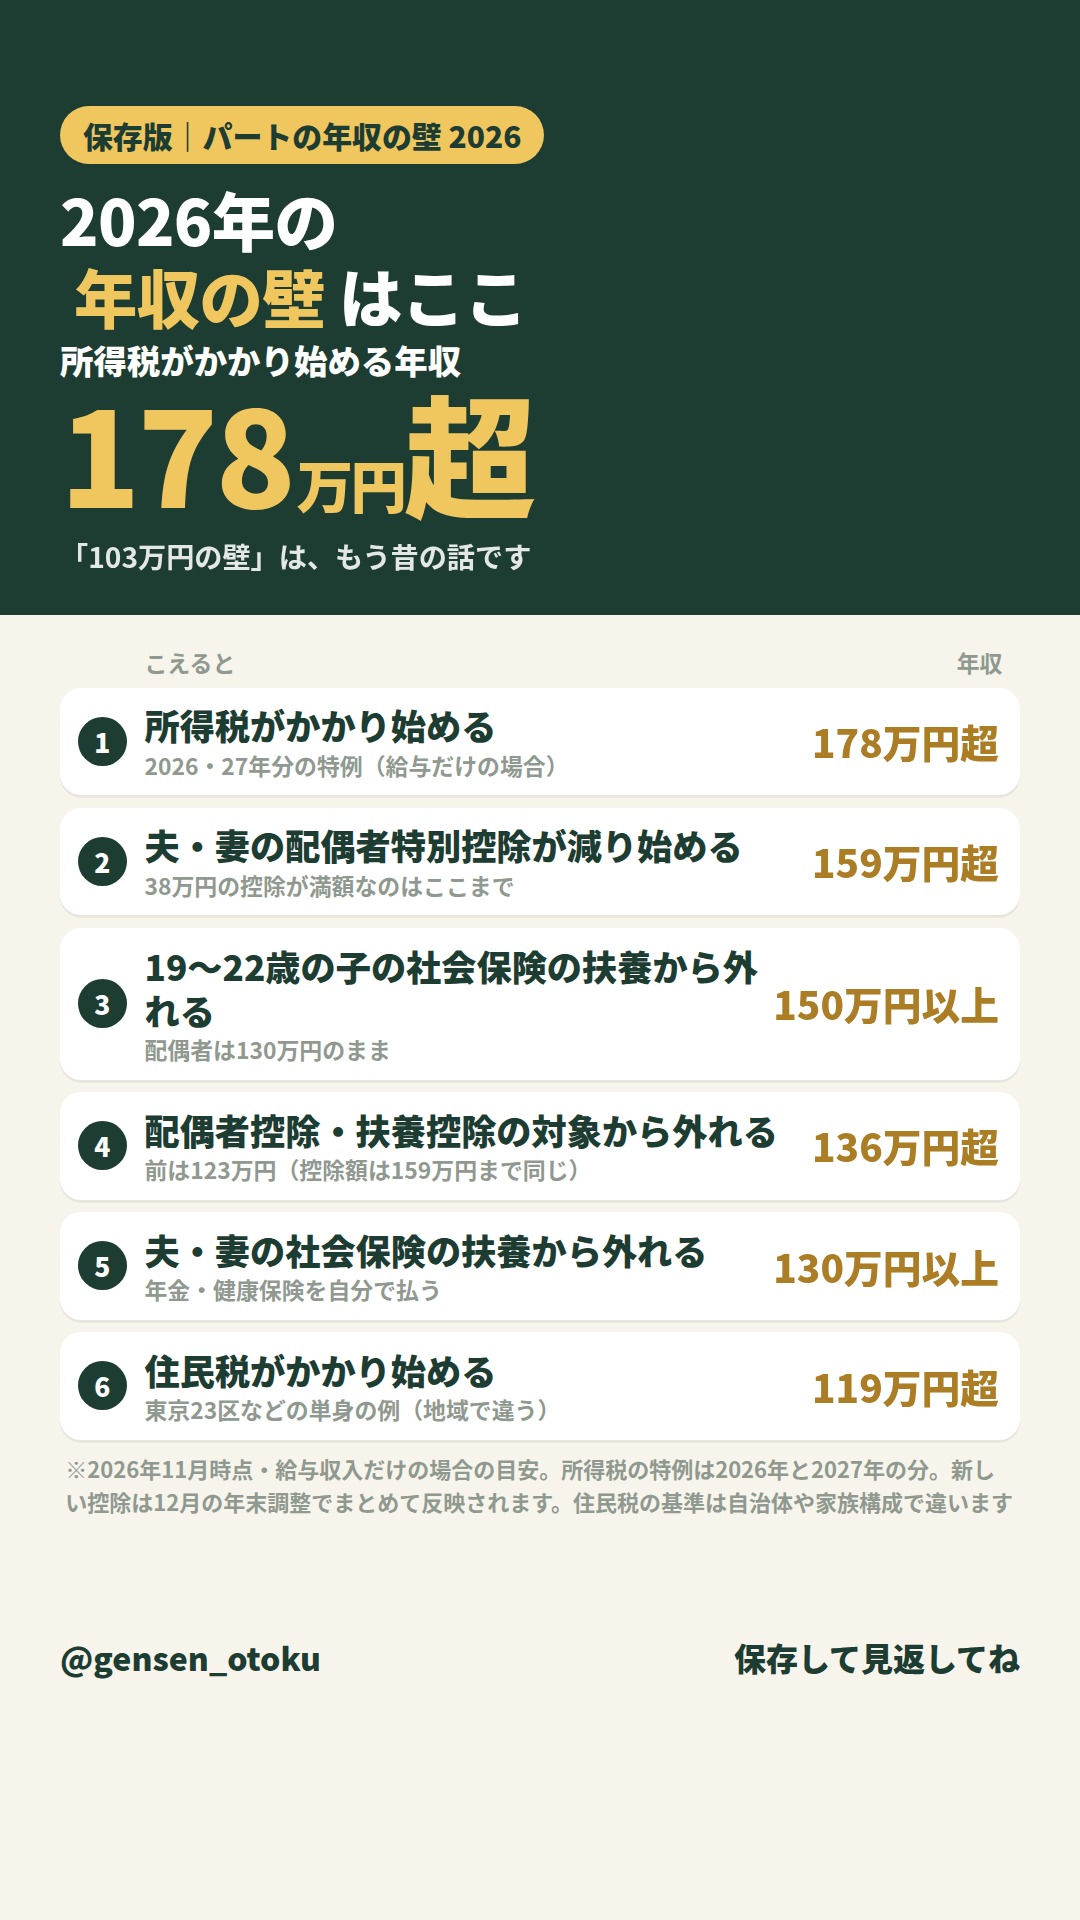 保存版｜パートの年収の壁 2026
2026年の
年収の壁 はここ
所得税がかかり始める年収
178万円超
「103万円の壁」は、もう昔の話です
こえると 年収
1 所得税がかかり始める 178万円超
2026・27年分の特例（給与だけの場合）
2 夫・妻の配偶者特別控除が減り始める 159万円超
38万円の控除が満額なのはここまで
3 19〜22歳の子の社会保険の扶養から外
れる 150万円以上
配偶者は130万円のまま
4 配偶者控除・扶養控除の対象から外れる 136万円超
前は123万円（控除額は159万円まで同じ）
5 夫・妻の社会保険の扶養から外れる 130万円以上
年金・健康保険を自分で払う
6 住民税がかかり始める 119万円超
東京23区などの単身の例（地域で違う）
※2026年11月時点・給与収入だけの場合の目安。所得税の特例は2026年と2027年の分。新し
い控除は12月の年末調整でまとめて反映されます。住民税の基準は自治体や家族構成で違います
@gensen_otoku 保存して見返してね